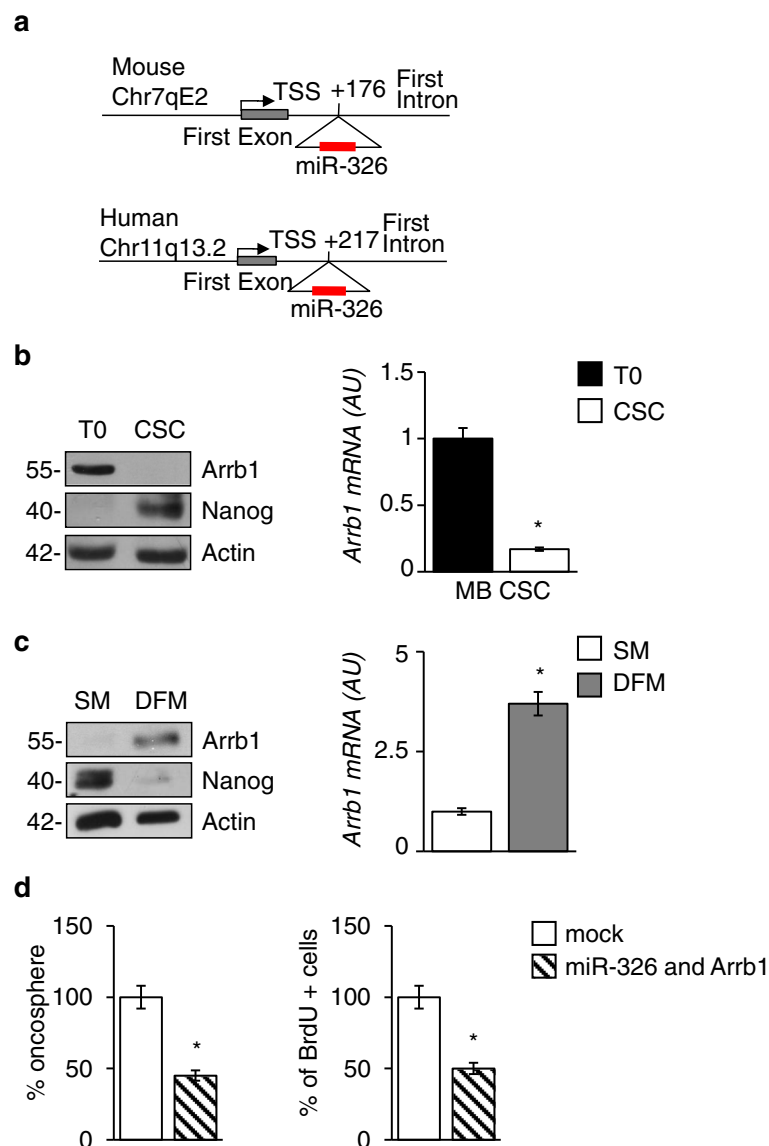 a
Mouse
Chr7qE2
TSS
+176
First
Intron
First Exon
miR-326
Human
Chr11q13.2
TSS
+217
First
Intron
First Exon
miR-326
b
T0 CSC
55- Arrb1
40- Nanog
42- Actin
Arrb1 mRNA (AU)
1.5
1
0.5
0
*
MB CSC
T0
CSC
c
SM DFM
55- Arrb1
40- Nanog
42- Actin
Arrb1 mRNA (AU)
5
2.5
0
*
SM
DFM
d
% oncosphere
150
100
50
0
*
% of BrdU + cells
150
100
50
0
*
mock
miR-326 and Arrb1